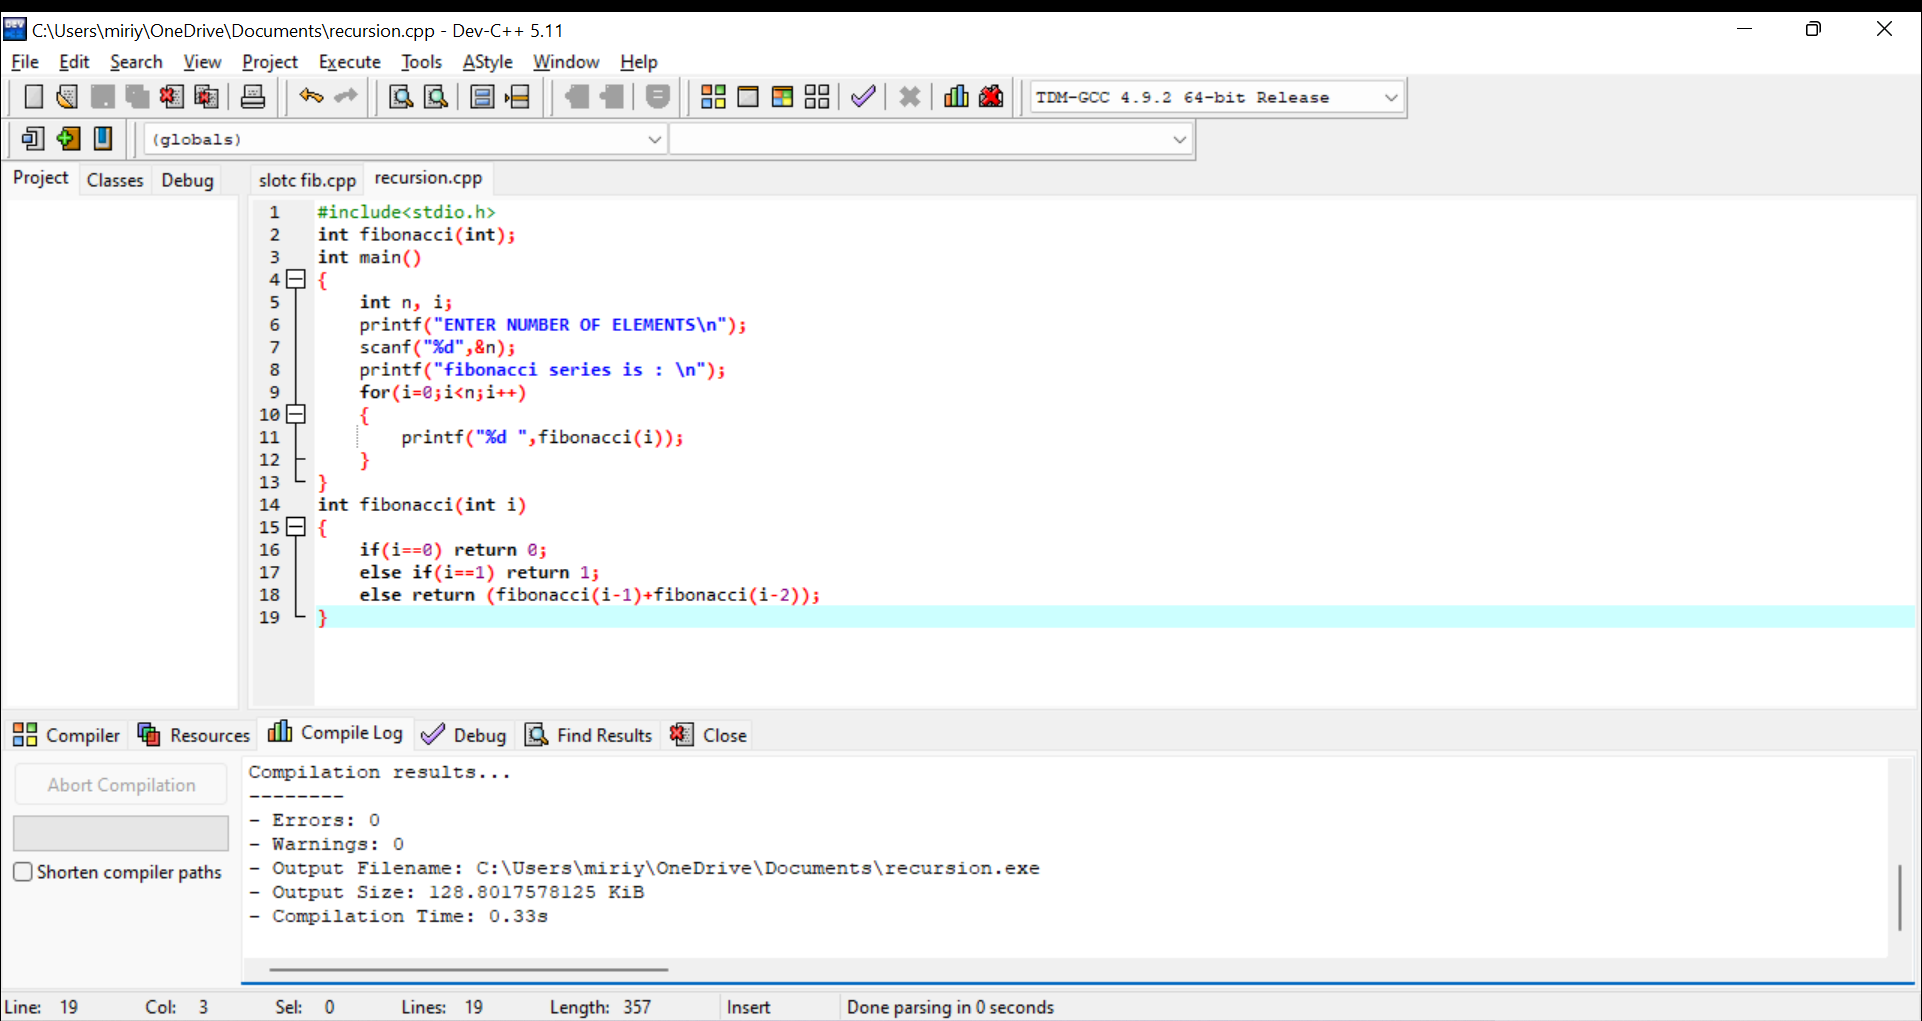 C:\Users\miriy\OneDrive\Documents\recursion.cpp - Dev-C++ 5.11
File Edit Search View Project Execute Tools AStyle Window Help
TDM-GCC 4.9.2 64-bit Release
(globals)
Project Classes Debug slotc fib.cpp recursion.cpp
1 #include<stdio.h>
2 int fibonacci(int);
3 int main()
4 {
5 int n, i;
6 printf("ENTER NUMBER OF ELEMENTS\n");
7 scanf("%d",&n);
8 printf("fibonacci series is : \n");
9 for(i=0;i<n;i++)
10 {
11 printf("%d ",fibonacci(i));
12 }
13 }
14 int fibonacci(int i)
15 {
16 if(i==0) return 0;
17 else if(i==1) return 1;
18 else return (fibonacci(i-1)+fibonacci(i-2));
19 }
Compiler Resources Compile Log Debug Find Results Close
Abort Compilation
Shorten compiler paths
Compilation results...
--------
- Errors: 0
- Warnings: 0
- Output Filename: C:\Users\miriy\OneDrive\Documents\recursion.exe
- Output Size: 128.8017578125 KiB
- Compilation Time: 0.33s
Line: 19 Col: 3 Sel: 0 Lines: 19 Length: 357 Insert Done parsing in 0 seconds